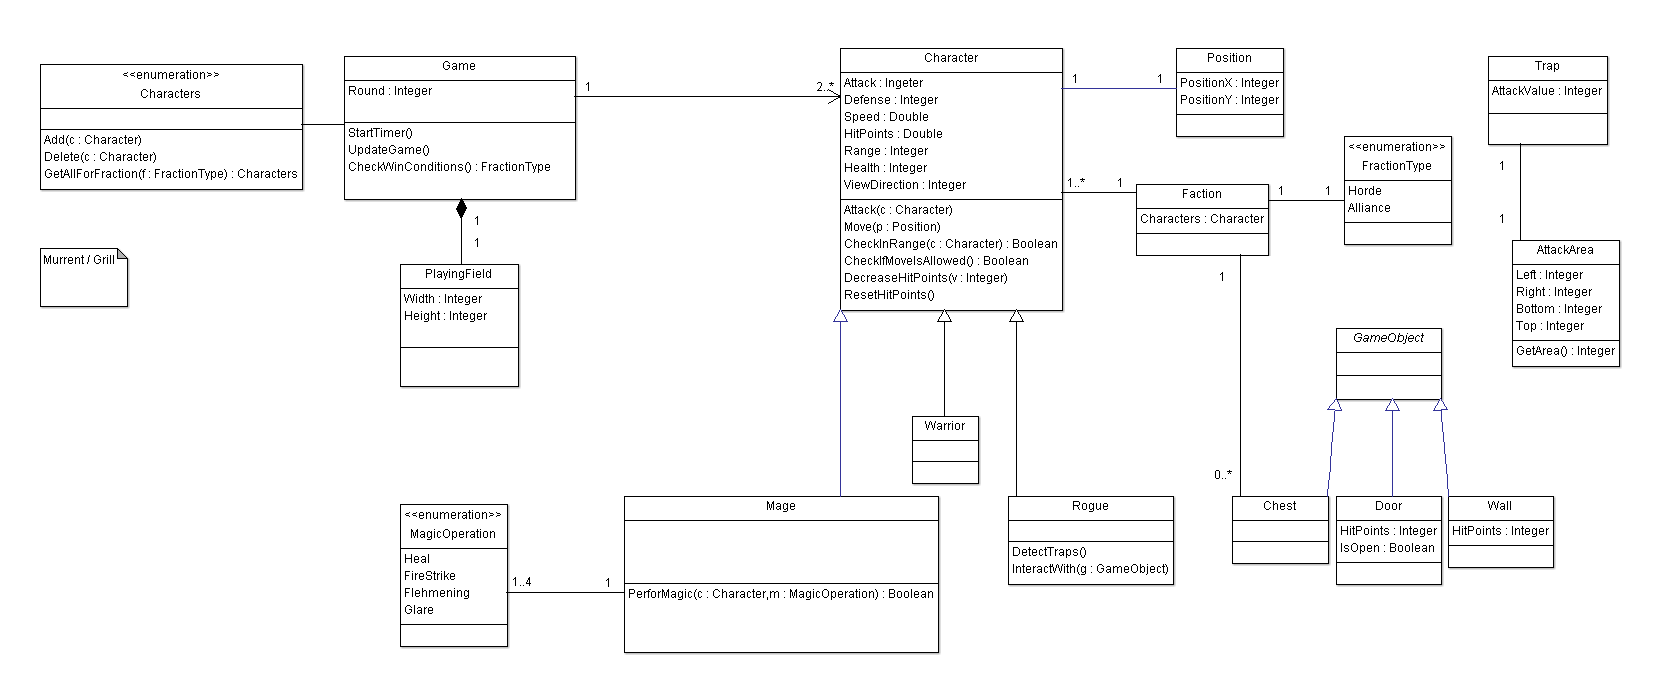 <<enumeration>>
Characters
Add(c : Character)
Delete(c : Character)
GetAllForFraction(f : FractionType) : Characters
Game
Round : Integer
StartTimer()
UpdateGame()
CheckWinConditions() : FractionType
1
2..*
1
1
PlayingField
Width : Integer
Height : Integer
Murrent / Grill
Character
Attack : Ingeter
Defense : Integer
Speed : Double
HitPoints : Double
Range : Integer
Health : Integer
ViewDirection : Integer
Attack(c : Character)
Move(p : Position)
CheckInRange(c : Character) : Boolean
CheckIfMoveIsAllowed() : Boolean
DecreaseHitPoints(v : Integer)
ResetHitPoints()
1
1
Position
PositionX : Integer
PositionY : Integer
1..*
1
Faction
Characters : Character
1
1
<<enumeration>>
FractionType
Horde
Alliance
Trap
AttackValue : Integer
1
1
AttackArea
Left : Integer
Right : Integer
Bottom : Integer
Top : Integer
GetArea() : Integer
1
0..*
GameObject
Chest
Door
HitPoints : Integer
IsOpen : Boolean
Wall
HitPoints : Integer
Warrior
Rogue
DetectTraps()
InteractWith(g : GameObject)
Mage
PerforMagic(c : Character,m : MagicOperation) : Boolean
1..4
1
<<enumeration>>
MagicOperation
Heal
FireStrike
Flehmening
Glare